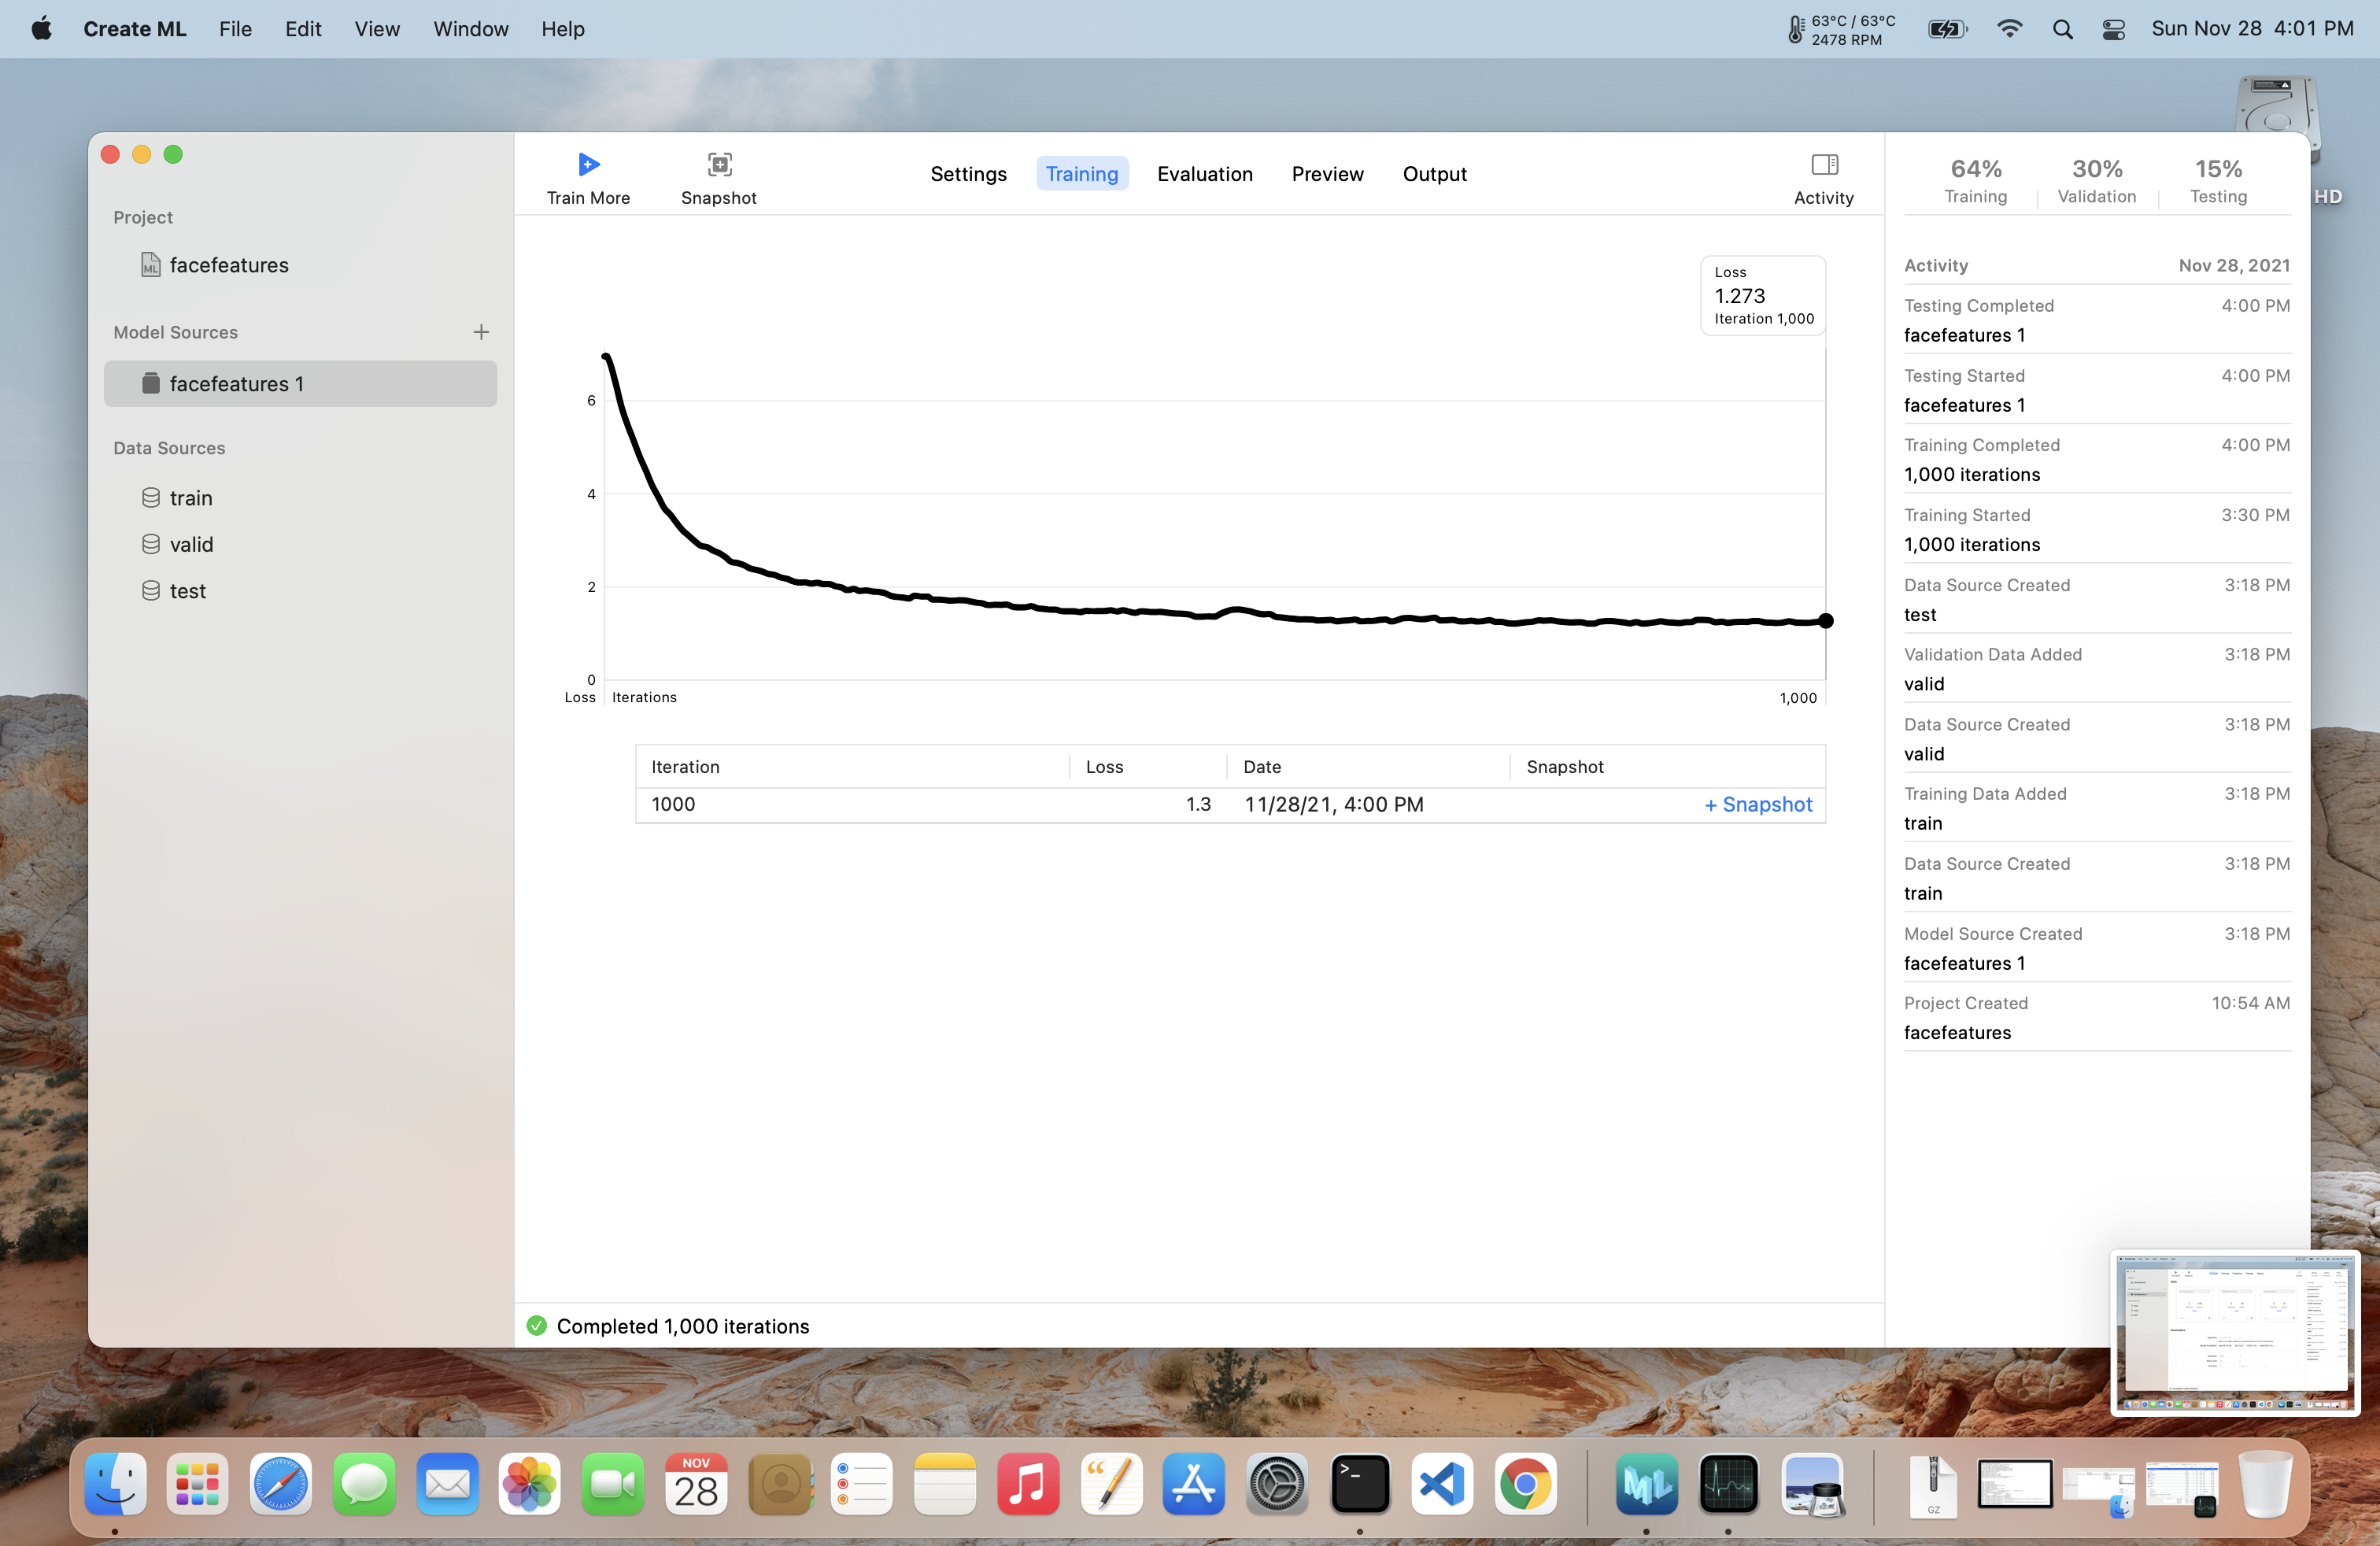 Create ML File Edit View Window Help
63°C / 63°C
2478 RPM
Sun Nov 28 4:01 PM
HD
Project
facefeatures
Model Sources +
facefeatures 1
Data Sources
train
valid
test
Train More
Snapshot
Settings Training Evaluation Preview Output
Activity
64% 30% 15%
Training Validation Testing
Loss
1.273
Iteration 1,000
6
4
2
0
Loss Iterations 1,000
Iteration Loss Date Snapshot
1000 1.3 11/28/21, 4:00 PM + Snapshot
Completed 1,000 iterations
Activity Nov 28, 2021
Testing Completed 4:00 PM
facefeatures 1
Testing Started 4:00 PM
facefeatures 1
Training Completed 4:00 PM
1,000 iterations
Training Started 3:30 PM
1,000 iterations
Data Source Created 3:18 PM
test
Validation Data Added 3:18 PM
valid
Data Source Created 3:18 PM
valid
Training Data Added 3:18 PM
train
Data Source Created 3:18 PM
train
Model Source Created 3:18 PM
facefeatures 1
Project Created 10:54 AM
facefeatures
ML
NOV
28
>_
ML
GZ